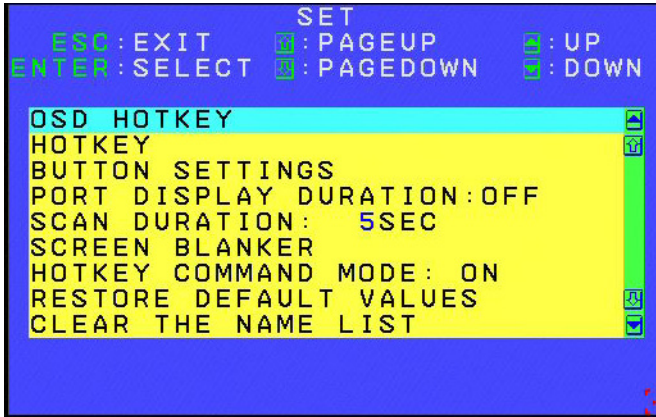 SET
ESC:EXIT ⇧:PAGEUP ▲:UP
ENTER:SELECT ⇩:PAGEDOWN ▼:DOWN
OSD HOTKEY
HOTKEY
BUTTON SETTINGS
PORT DISPLAY DURATION:OFF
SCAN DURATION: 5SEC
SCREEN BLANKER
HOTKEY COMMAND MODE: ON
RESTORE DEFAULT VALUES
CLEAR THE NAME LIST